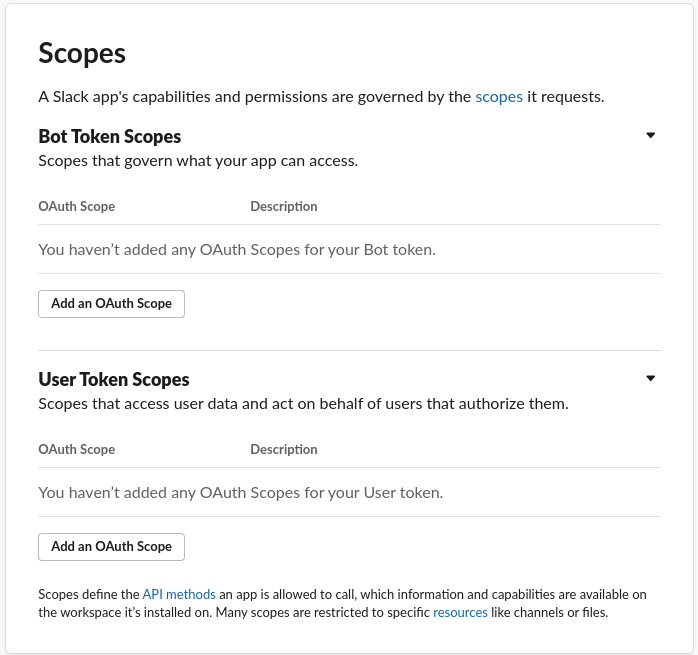 Scopes
A Slack app's capabilities and permissions are governed by the scopes it requests.
Bot Token Scopes
Scopes that govern what your app can access.
OAuth Scope Description
You haven’t added any OAuth Scopes for your Bot token.
Add an OAuth Scope
User Token Scopes
Scopes that access user data and act on behalf of users that authorize them.
OAuth Scope Description
You haven’t added any OAuth Scopes for your User token.
Add an OAuth Scope
Scopes define the API methods an app is allowed to call, which information and capabilities are available on
the workspace it’s installed on. Many scopes are restricted to specific resources like channels or files.